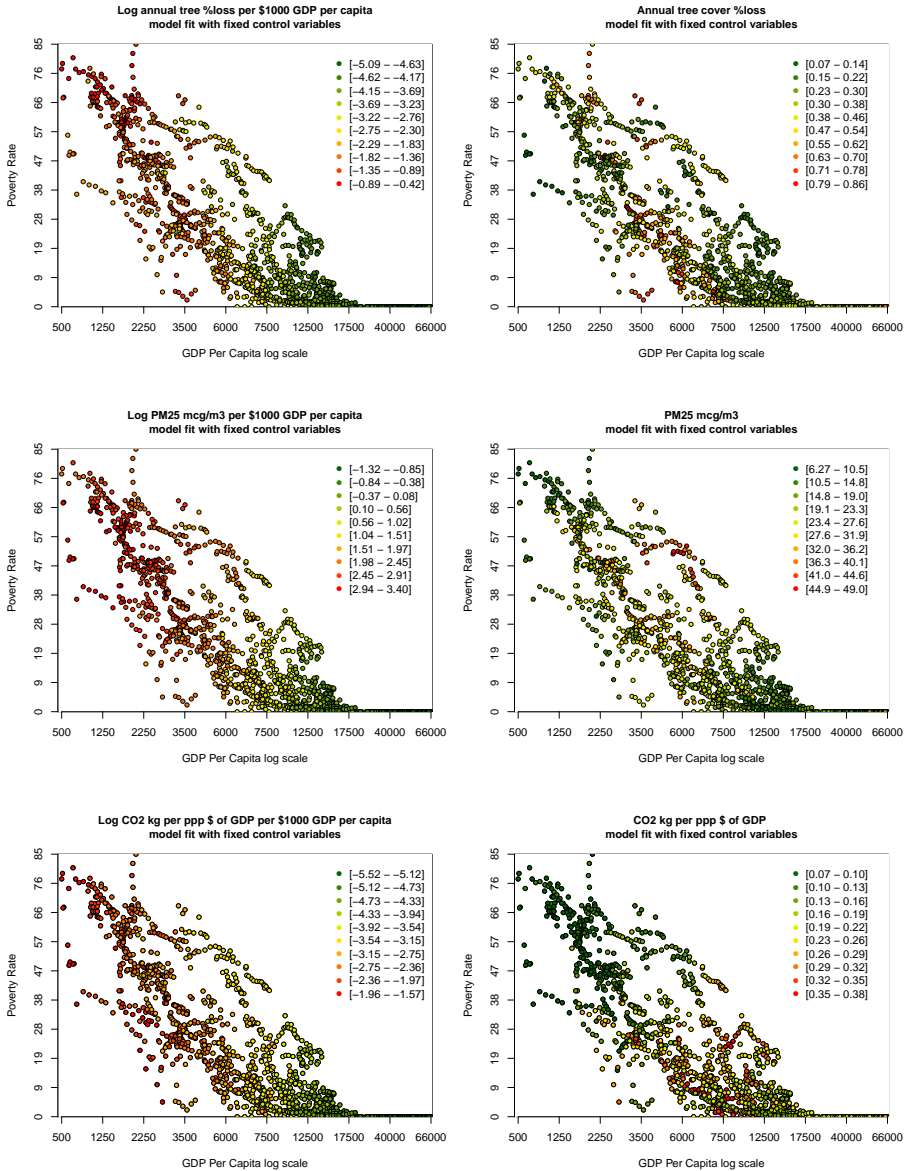 Log annual tree %loss per $1000 GDP per capita
model fit with fixed control variables
85
76
66
57
47
38
28
19
9
0
Poverty Rate
[−5.09 − −4.63]
[−4.62 − −4.17]
[−4.15 − −3.69]
[−3.69 − −3.23]
[−3.22 − −2.76]
[−2.75 − −2.30]
[−2.29 − −1.83]
[−1.82 − −1.36]
[−1.35 − −0.89]
[−0.89 − −0.42]
500 1250 2250 3500 6000 7500 12500 17500 40000 66000
GDP Per Capita log scale
Annual tree cover %loss
model fit with fixed control variables
85
76
66
57
47
38
28
19
9
0
Poverty Rate
[0.07 − 0.14]
[0.15 − 0.22]
[0.23 − 0.30]
[0.30 − 0.38]
[0.38 − 0.46]
[0.47 − 0.54]
[0.55 − 0.62]
[0.63 − 0.70]
[0.71 − 0.78]
[0.79 − 0.86]
500 1250 2250 3500 6000 7500 12500 17500 40000 66000
GDP Per Capita log scale
Log PM25 mcg/m3 per $1000 GDP per capita
model fit with fixed control variables
85
76
66
57
47
38
28
19
9
0
Poverty Rate
[−1.32 − −0.85]
[−0.84 − −0.38]
[−0.37 − 0.08]
[0.10 − 0.56]
[0.56 − 1.02]
[1.04 − 1.51]
[1.51 − 1.97]
[1.98 − 2.45]
[2.45 − 2.91]
[2.94 − 3.40]
500 1250 2250 3500 6000 7500 12500 17500 40000 66000
GDP Per Capita log scale
PM25 mcg/m3
model fit with fixed control variables
85
76
66
57
47
38
28
19
9
0
Poverty Rate
[6.27 − 10.5]
[10.5 − 14.8]
[14.8 − 19.0]
[19.1 − 23.3]
[23.4 − 27.6]
[27.6 − 31.9]
[32.0 − 36.2]
[36.3 − 40.1]
[41.0 − 44.6]
[44.9 − 49.0]
500 1250 2250 3500 6000 7500 12500 17500 40000 66000
GDP Per Capita log scale
Log CO2 kg per ppp $ of GDP per $1000 GDP per capita
model fit with fixed control variables
85
76
66
57
47
38
28
19
9
0
Poverty Rate
[−5.52 − −5.12]
[−5.12 − −4.73]
[−4.73 − −4.33]
[−4.33 − −3.94]
[−3.92 − −3.54]
[−3.54 − −3.15]
[−3.15 − −2.75]
[−2.75 − −2.36]
[−2.36 − −1.97]
[−1.96 − −1.57]
500 1250 2250 3500 6000 7500 12500 17500 40000 66000
GDP Per Capita log scale
CO2 kg per ppp $ of GDP
model fit with fixed control variables
85
76
66
57
47
38
28
19
9
0
Poverty Rate
[0.07 − 0.10]
[0.10 − 0.13]
[0.13 − 0.16]
[0.16 − 0.19]
[0.19 − 0.22]
[0.23 − 0.26]
[0.26 − 0.29]
[0.29 − 0.32]
[0.32 − 0.35]
[0.35 − 0.38]
500 1250 2250 3500 6000 7500 12500 17500 40000 66000
GDP Per Capita log scale